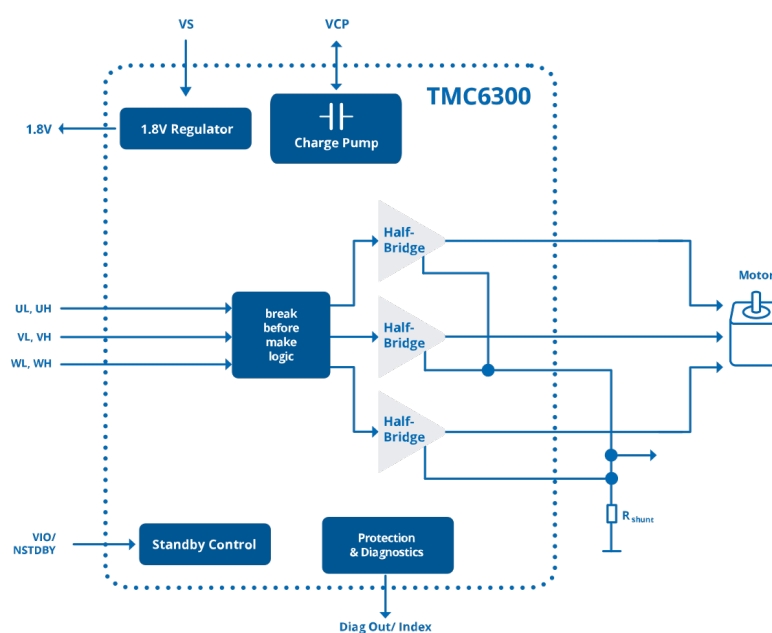 VS
VCP
TMC6300
1.8V
1.8V Regulator
Charge Pump
Half-
Bridge
Motor
UL, UH
VL, VH
WL, WH
break
before
make
logic
Half-
Bridge
Half-
Bridge
R shunt
VIO/
NSTDBY
Standby Control
Protection
& Diagnostics
Diag Out/ Index